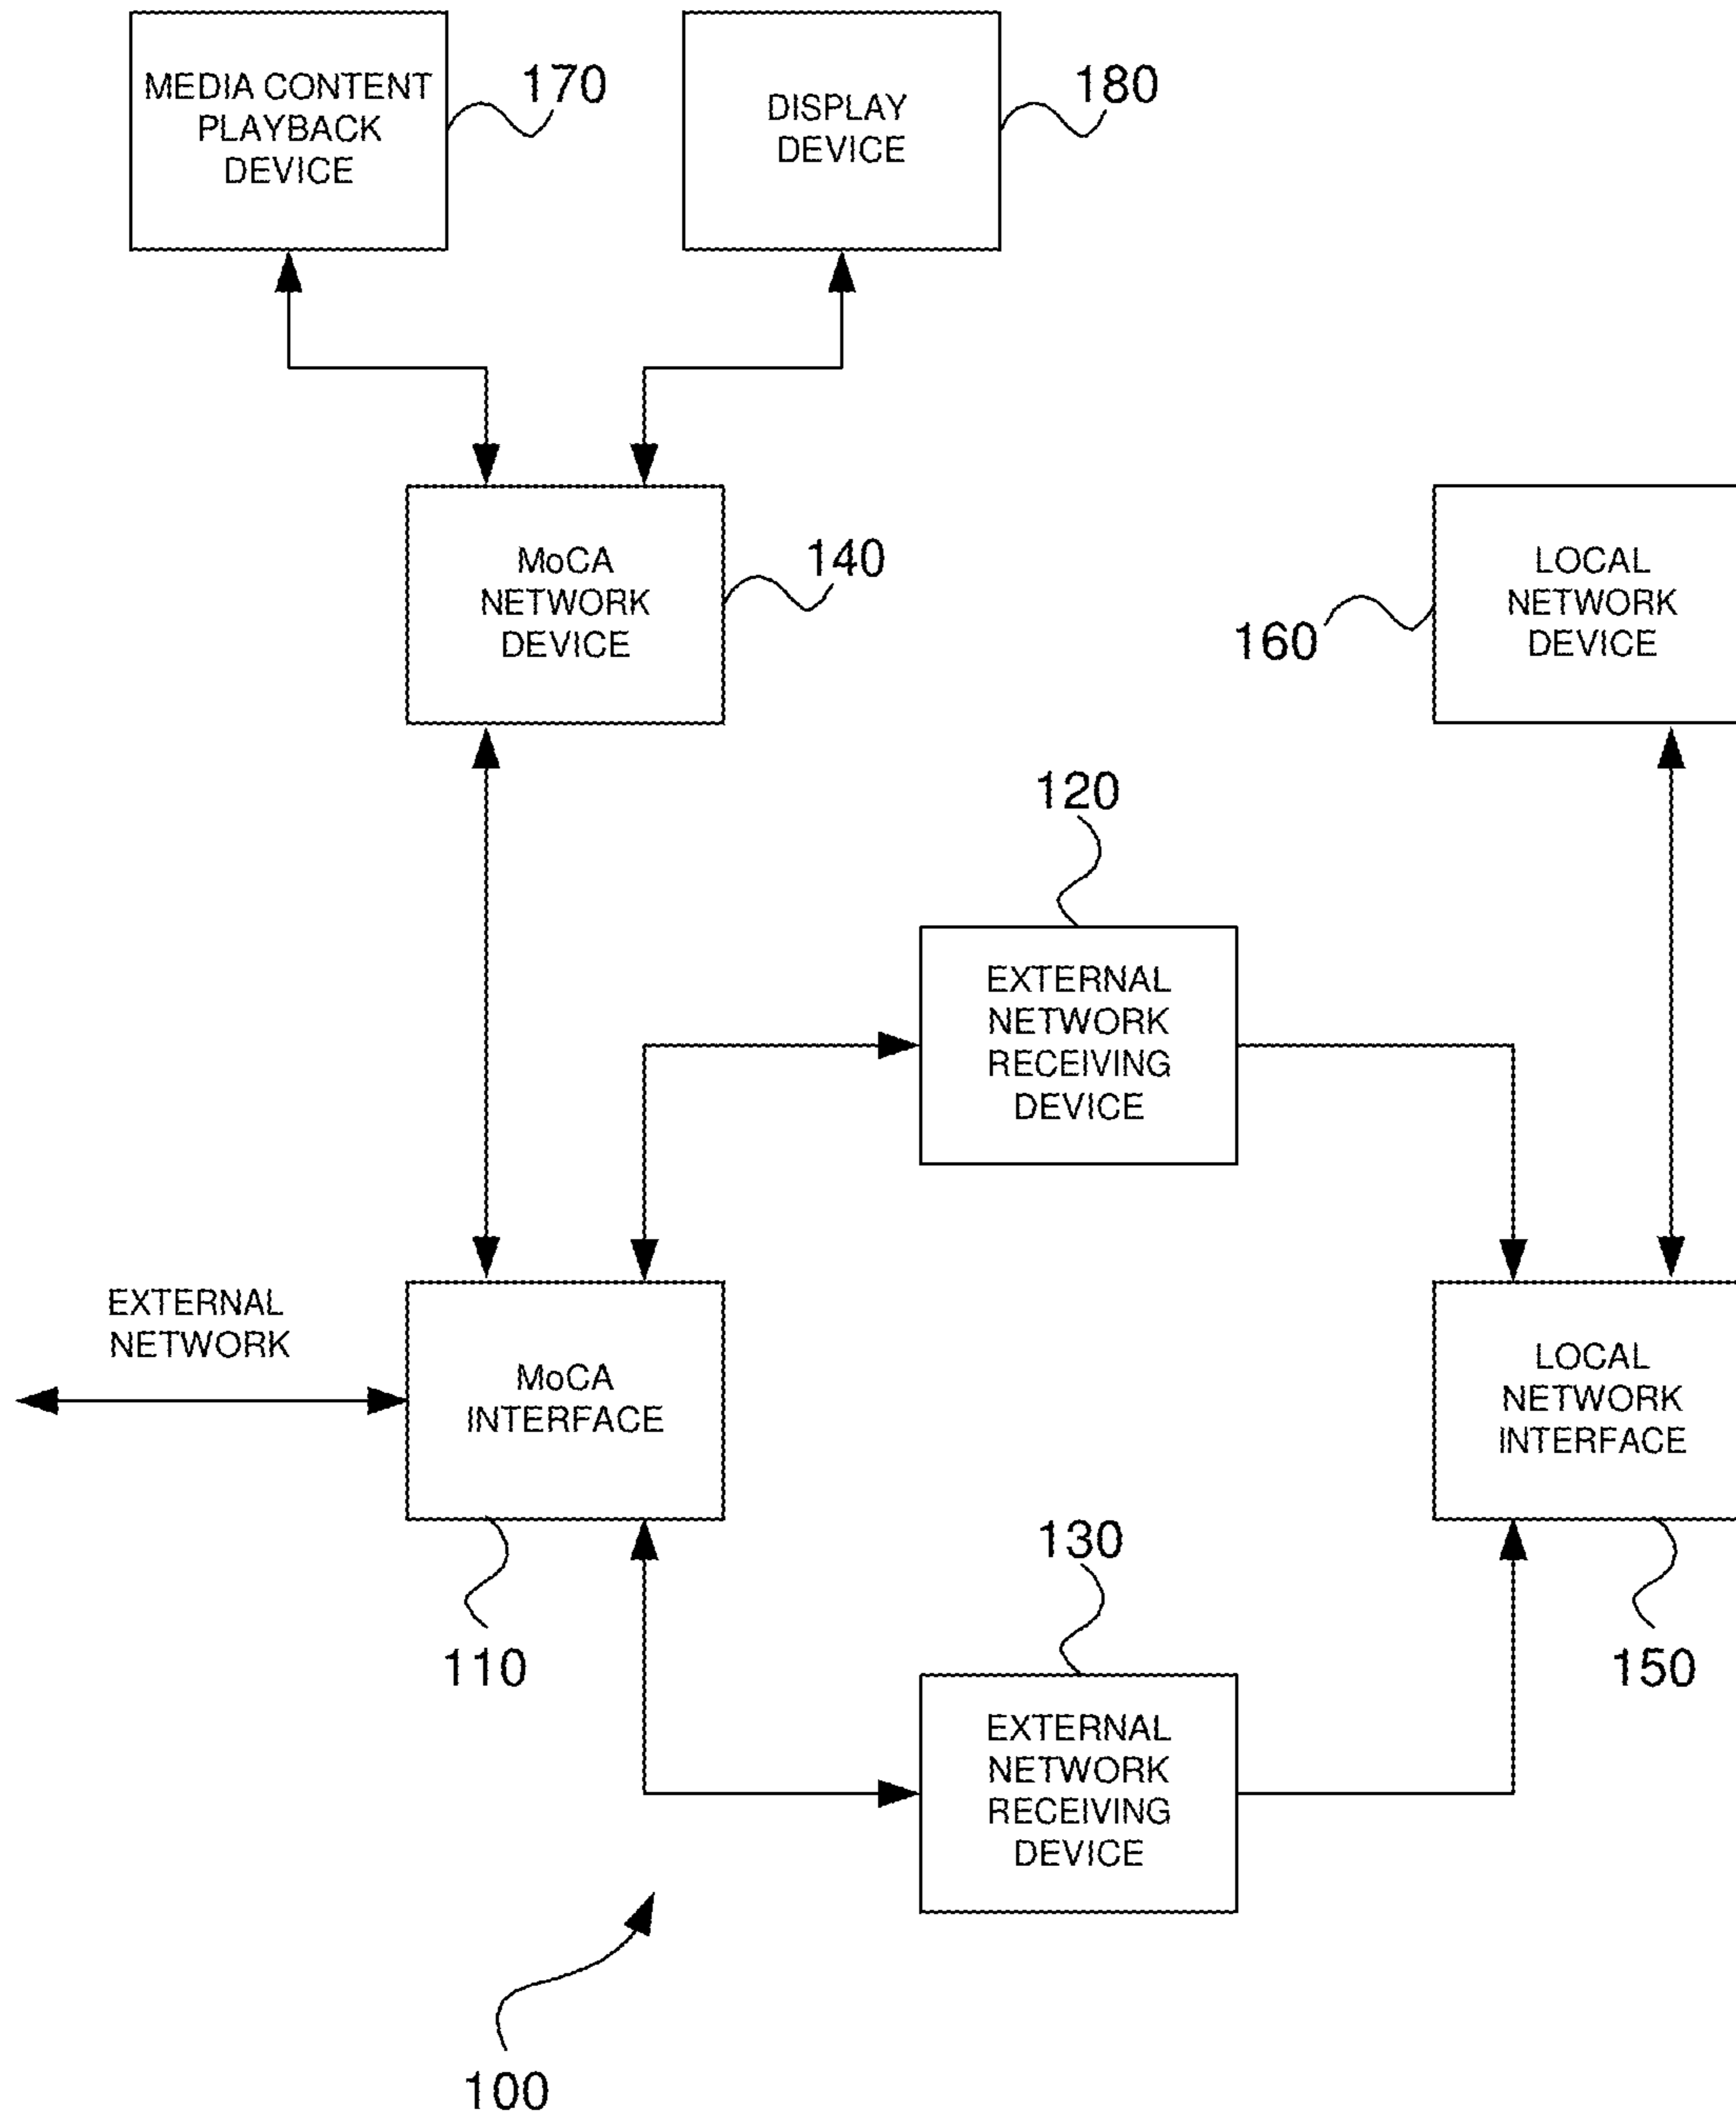 MEDIA CONTENT
PLAYBACK
DEVICE
170
DISPLAY
DEVICE
180
MoCA
NETWORK
DEVICE
140
LOCAL
NETWORK
DEVICE
160
120
EXTERNAL
NETWORK
RECEIVING
DEVICE
EXTERNAL
NETWORK
MoCA
INTERFACE
110
LOCAL
NETWORK
INTERFACE
150
130
EXTERNAL
NETWORK
RECEIVING
DEVICE
100